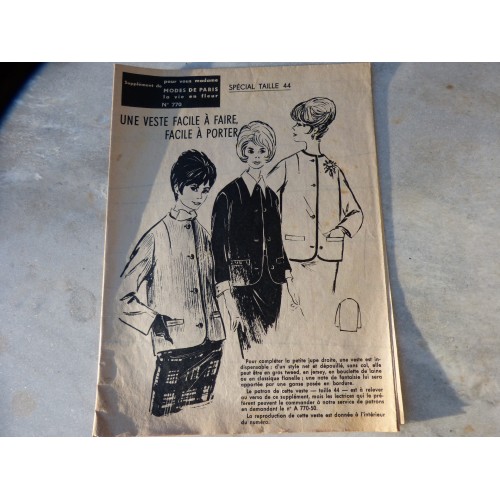 Supplément de
pour vous madame
MODES DE PARIS
la vie en fleur
N° 770
SPÉCIAL TAILLE 44
UNE VESTE FACILE À FAIRE,
FACILE À PORTER
Pour compléter la petite jupe droite, une veste est in-
dispensable ; d'un style net et dépouillé, sans col, elle
peut être en gros tweed, en jersey, en bouclette de laine
ou en classique flanelle ; une note de fantaisie lui sera
apportée par une ganse posée en bordure.
Le patron de cette veste — taille 44 — est à relever
au verso de ce supplément, mais les lectrices qui le pré-
fèrent peuvent le commander à notre service de patrons
en demandant le n° A 770-50.
La reproduction de cette veste est donnée à l'intérieur
du numéro.